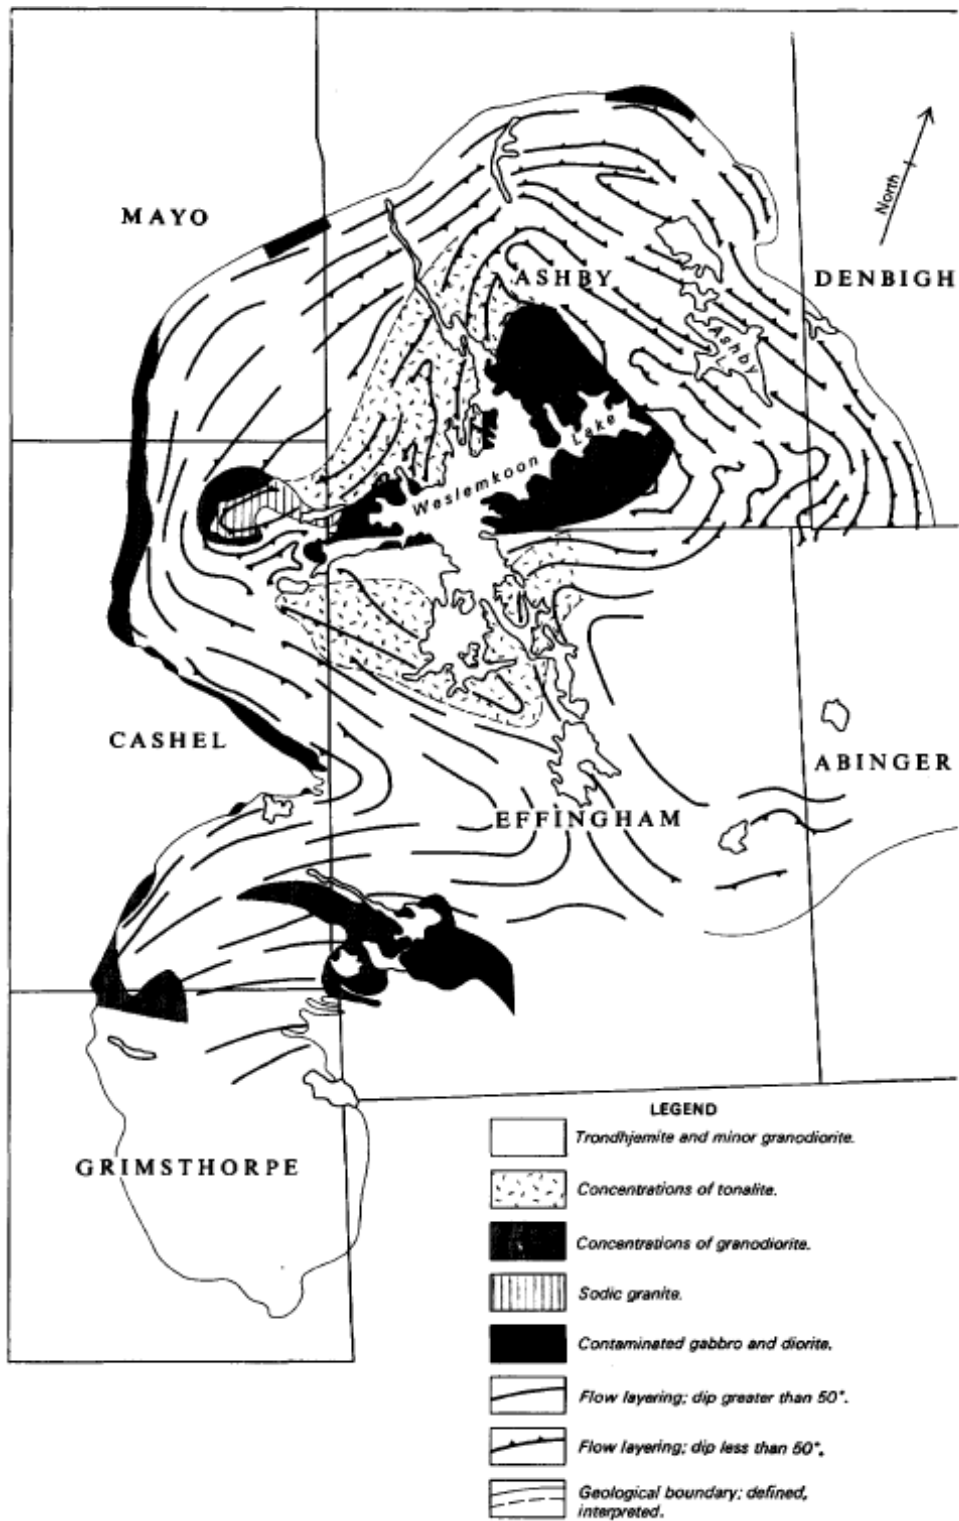 MAYO
North
ASHBY
DENBIGH
Ashby
Weslemkoon Lake
CASHEL
ABINGER
EFFINGHAM
GRIMSTHORPE
LEGEND
Trondhjemite and minor granodiorite.
Concentrations of tonalite.
Concentrations of granodiorite.
Sodic granite.
Contaminated gabbro and diorite.
Flow layering; dip greater than 50°.
Flow layering; dip less than 50°.
Geological boundary; defined,
interpreted.